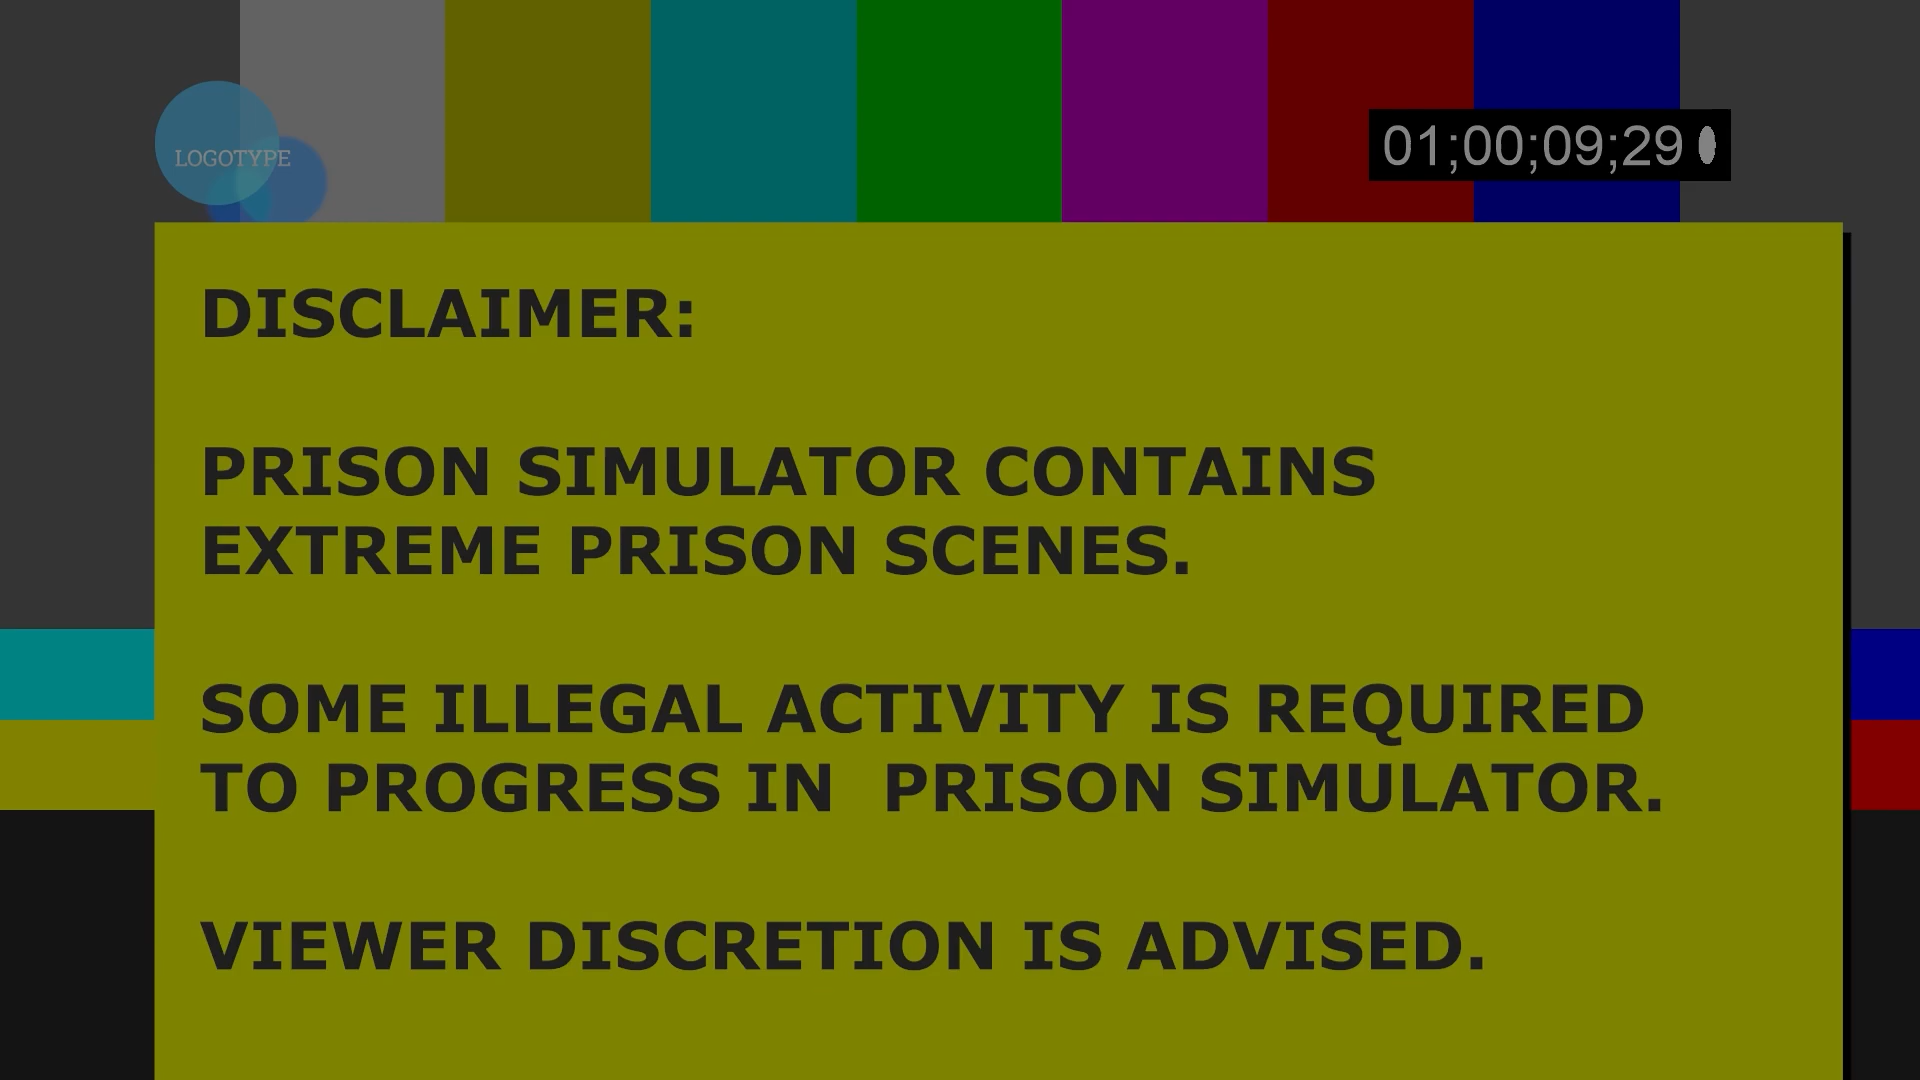 LOGOTYPE
01;00;09;29
DISCLAIMER:
PRISON SIMULATOR CONTAINS
EXTREME PRISON SCENES.
SOME ILLEGAL ACTIVITY IS REQUIRED
TO PROGRESS IN  PRISON SIMULATOR.
VIEWER DISCRETION IS ADVISED.